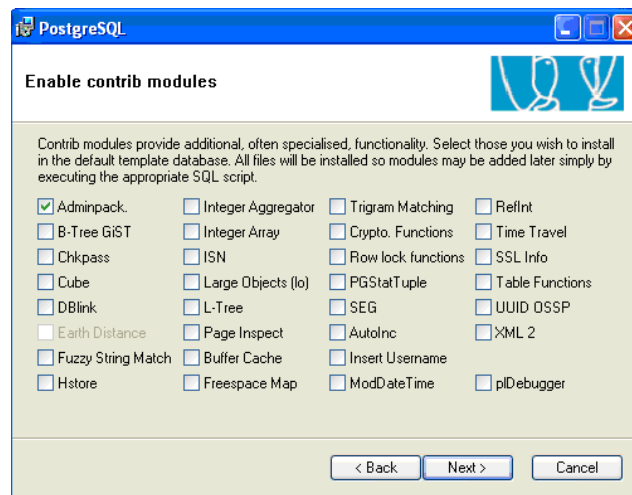 PostgreSQL
Enable contrib modules
Contrib modules provide additional, often specialised, functionality. Select those you wish to install
in the default template database. All files will be installed so modules may be added later simply by
executing the appropriate SQL script.
Adminpack. Integer Aggregator Trigram Matching RefInt
B-Tree GiST Integer Array Crypto. Functions Time Travel
Chkpass ISN Row lock functions SSL Info
Cube Large Objects (lo) PGStatTuple Table Functions
DBlink L-Tree SEG UUID OSSP
Earth Distance Page Inspect AutoInc XML 2
Fuzzy String Match Buffer Cache Insert Username
Hstore Freespace Map ModDateTime plDebugger
< Back Next > Cancel